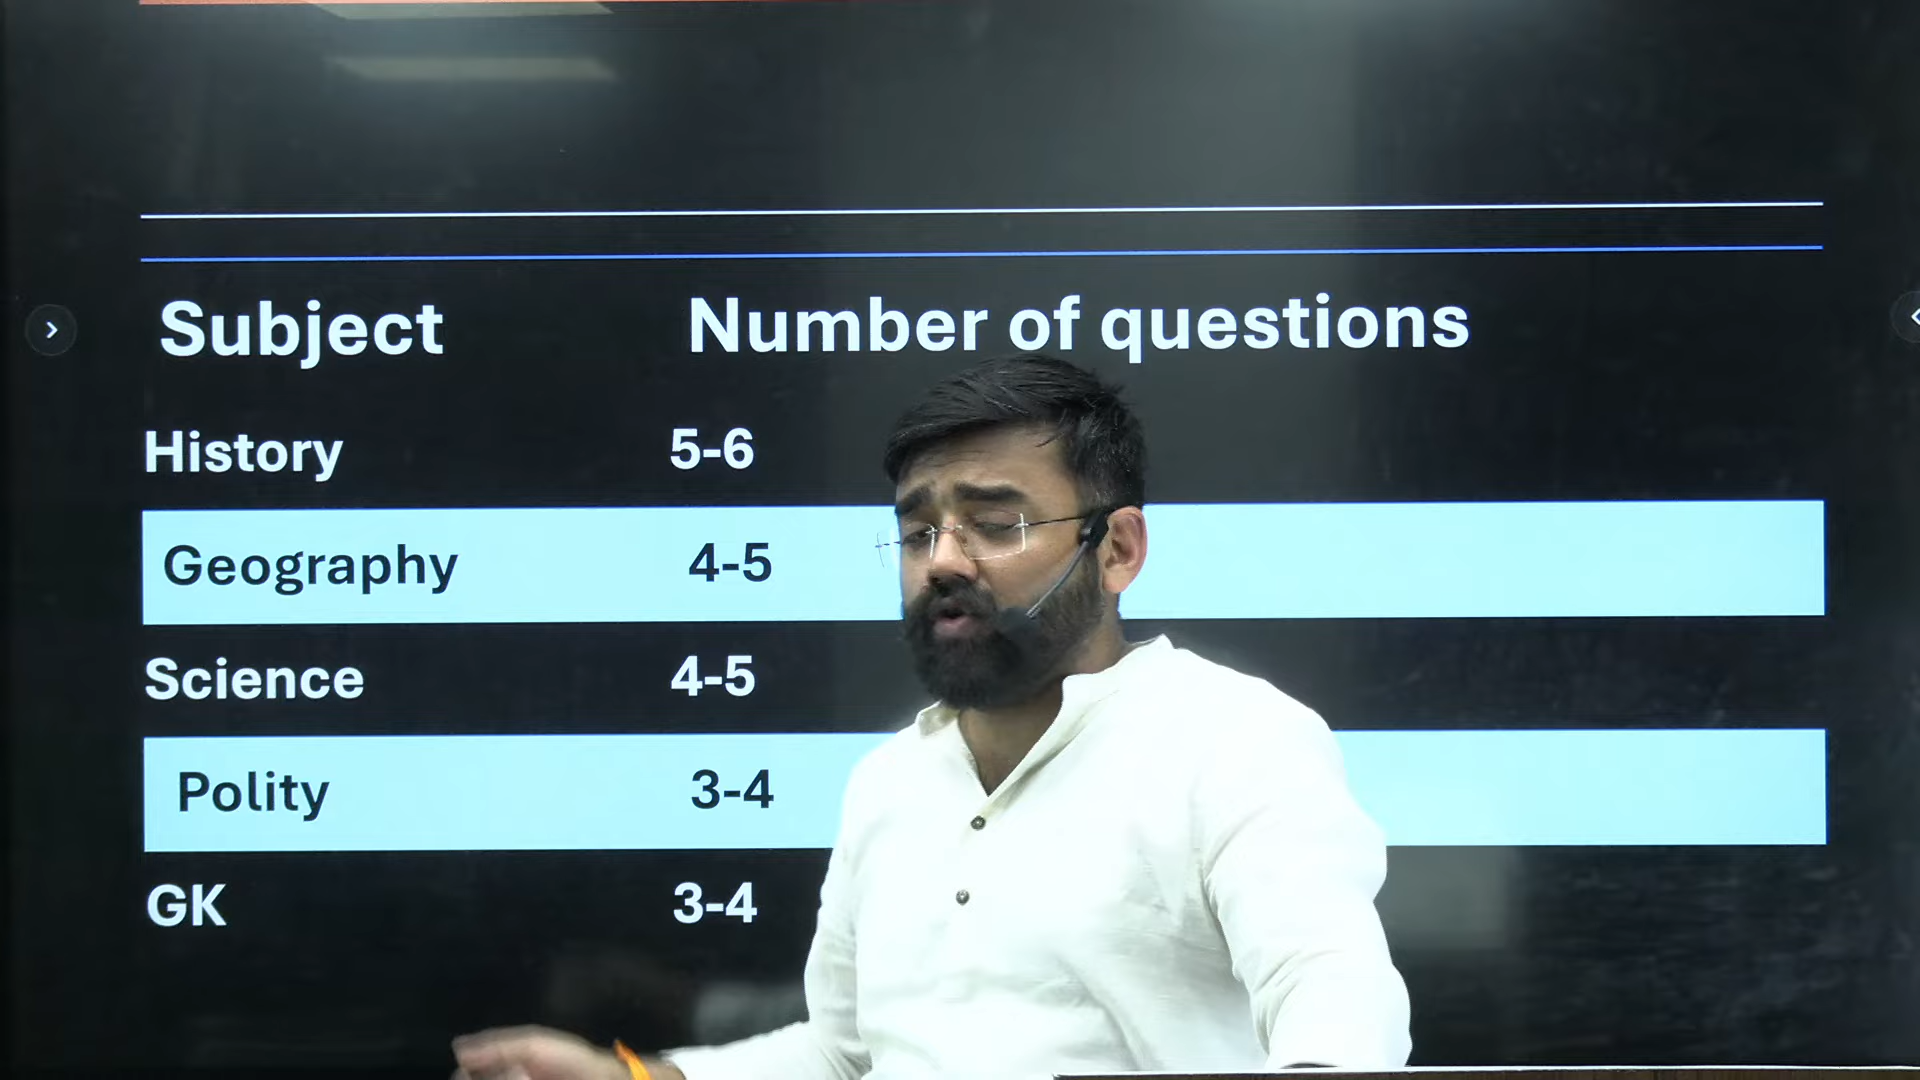 Subject Number of questions
History 5-6
Geography 4-5
Science 4-5
Polity 3-4
GK 3-4